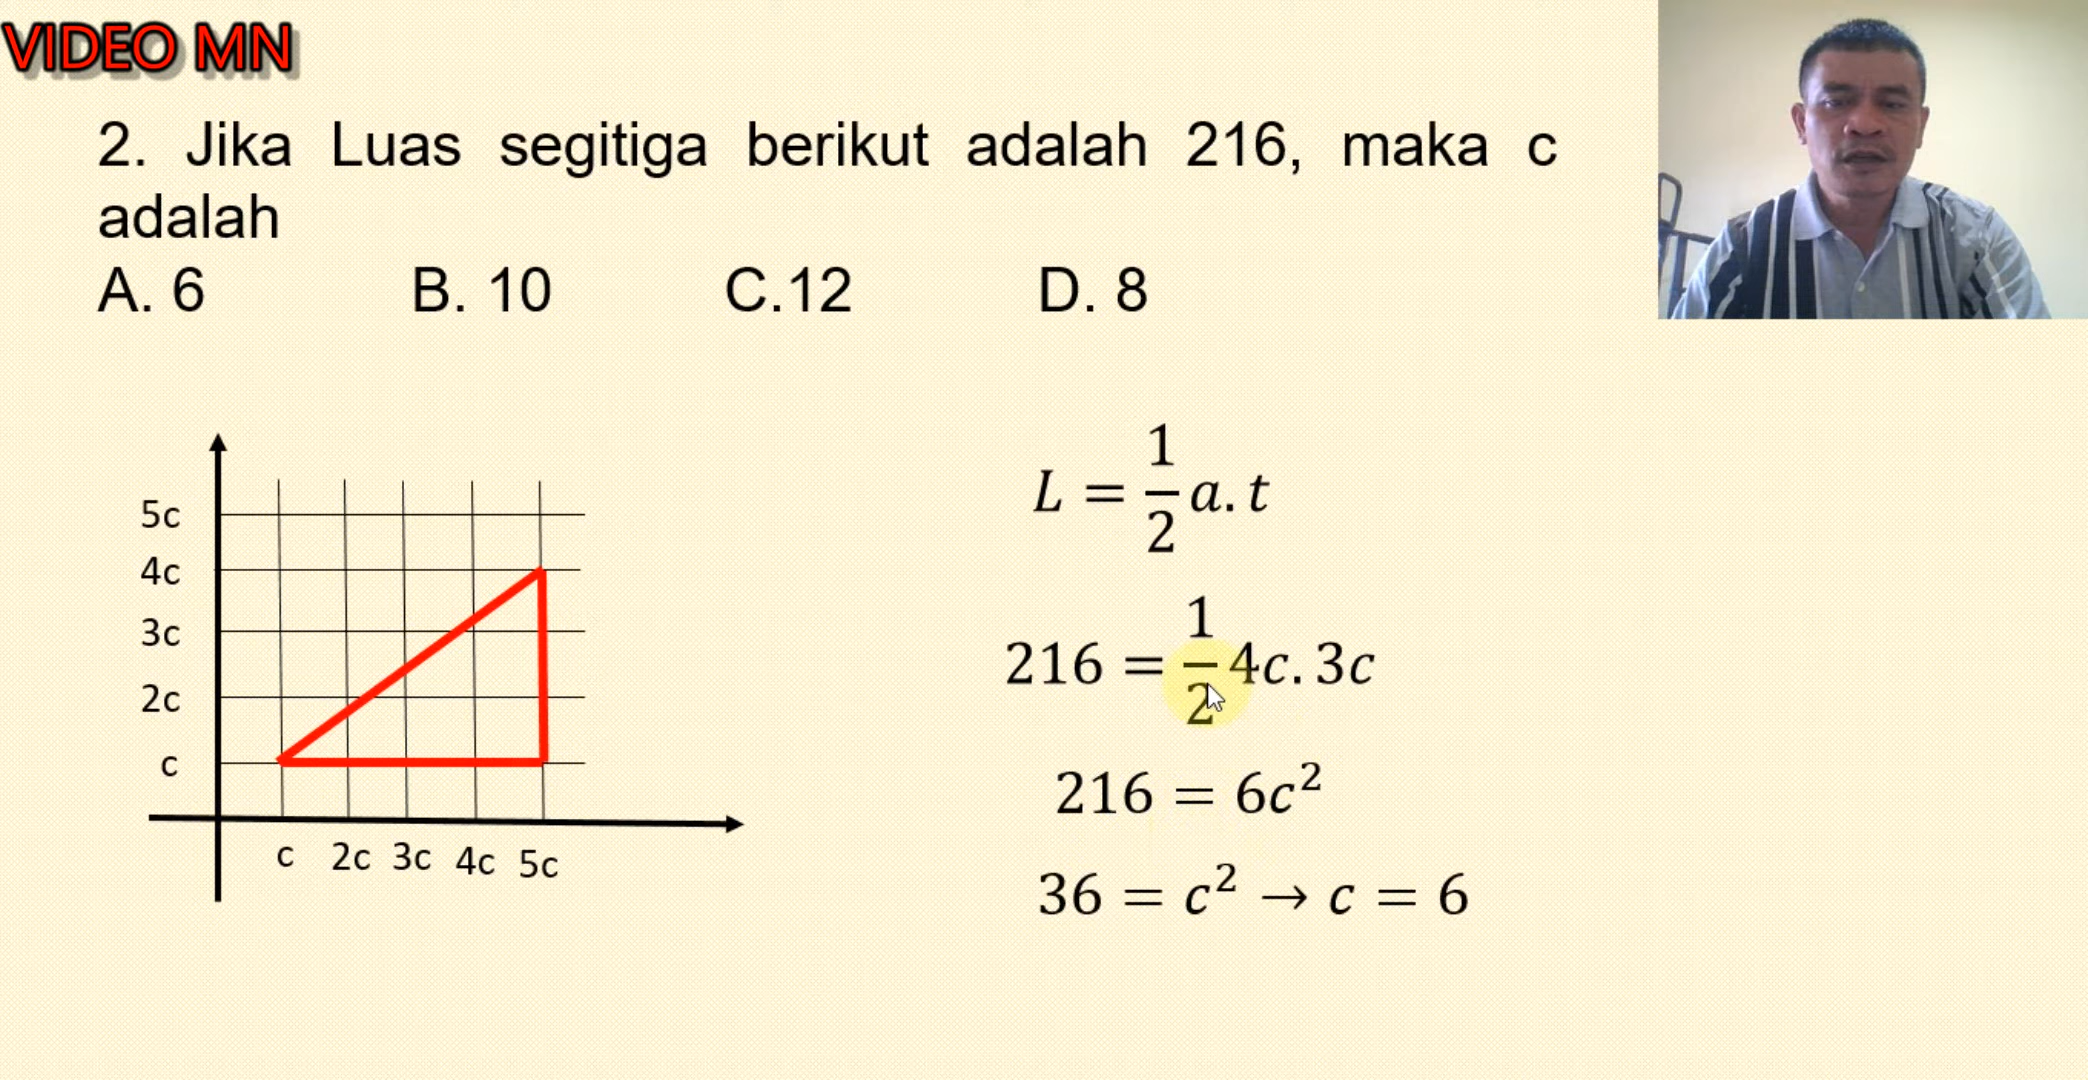 VIDEO MN
2. Jika Luas segitiga berikut adalah 216, maka c
adalah
A. 6 B. 10 C.12 D. 8
5c
4c
3c
2c
c
c 2c 3c 4c 5c
L = 1/2 a. t
216 = 1/2 4c. 3c
216 = 6c²
36 = c² → c = 6